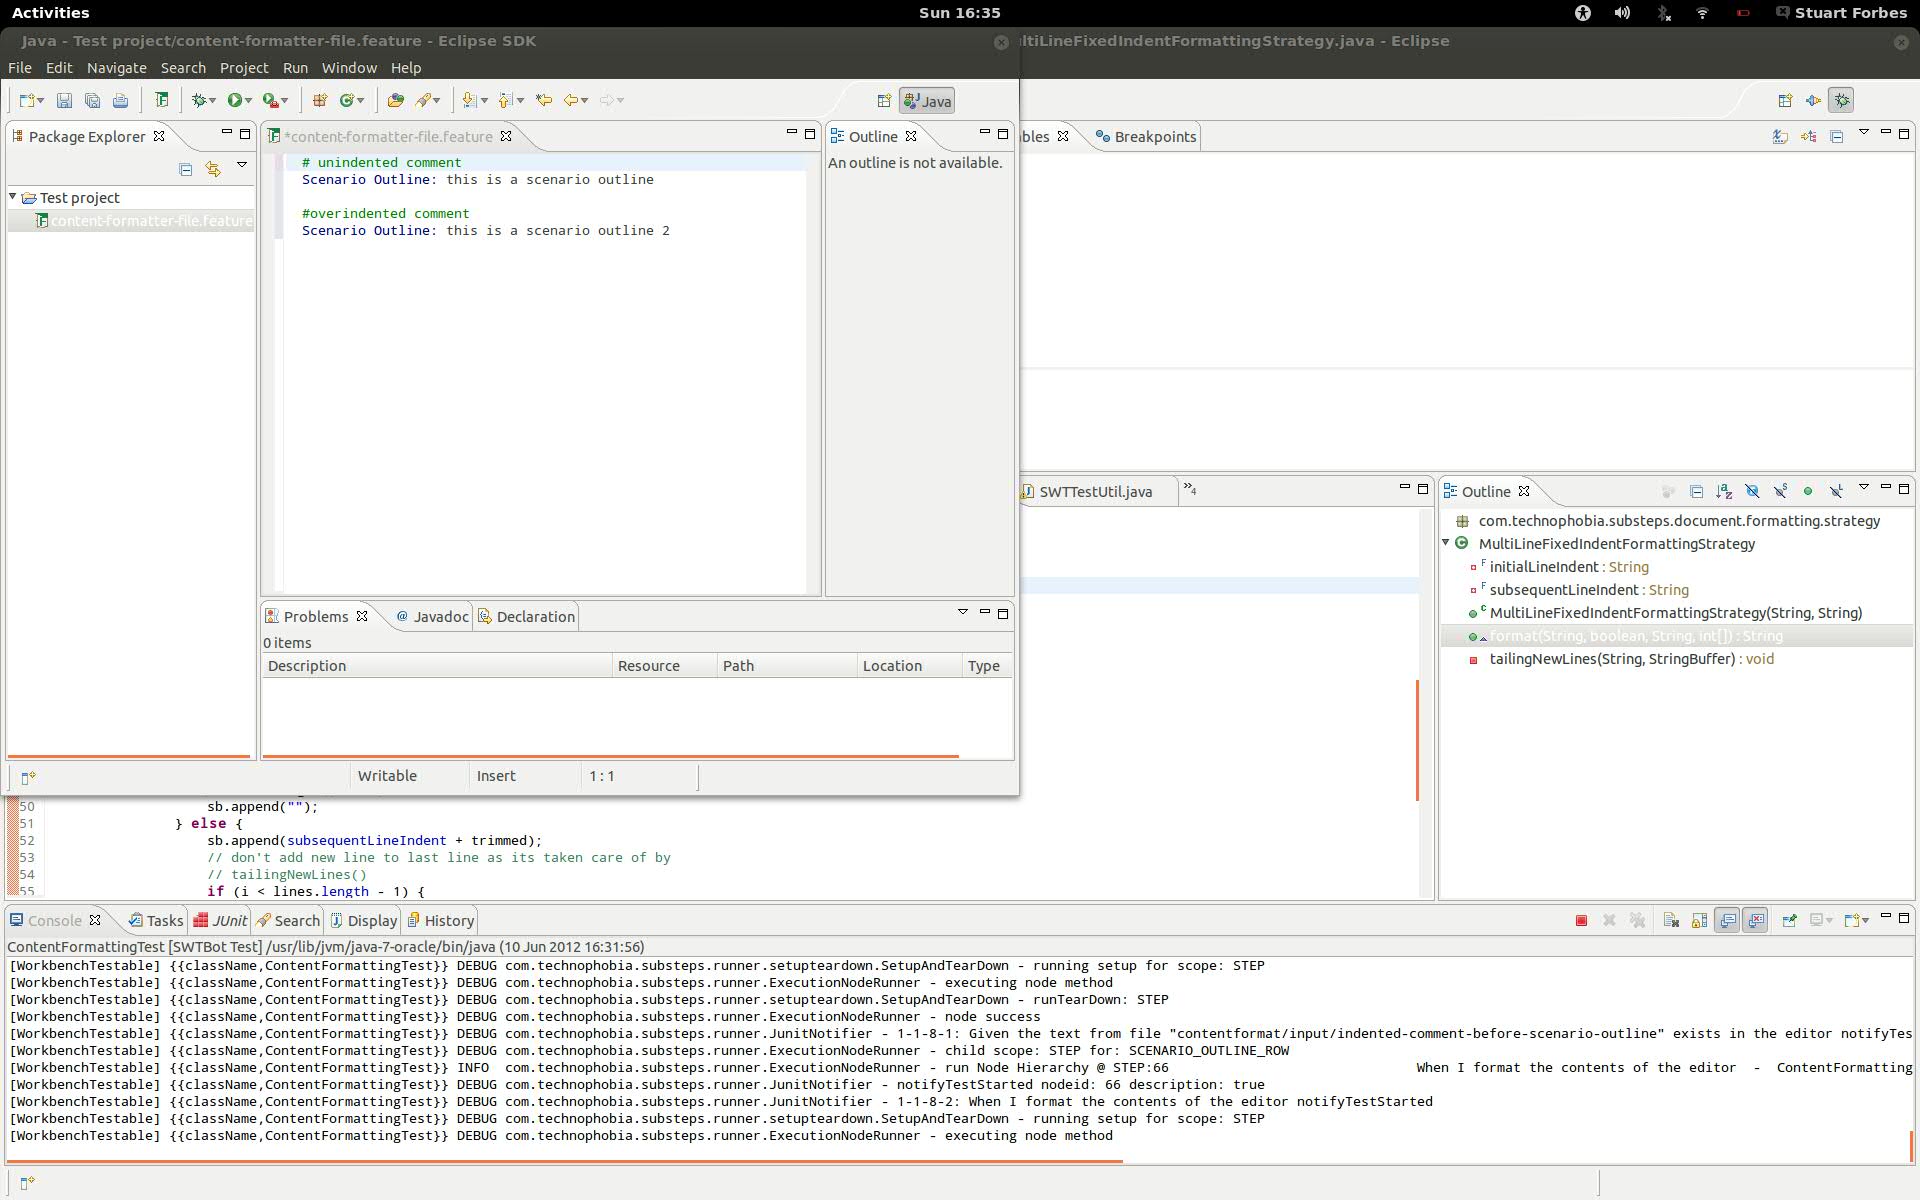 Activities
Sun 16:35
Stuart Forbes
Java - Test project/content-formatter-file.feature - Eclipse SDK
ltiLineFixedIndentFormattingStrategy.java - Eclipse
File Edit Navigate Search Project Run Window Help
Java
Package Explorer
*content-formatter-file.feature
Outline
bles
Breakpoints
Test project
content-formatter-file.feature
# unindented comment
Scenario Outline: this is a scenario outline
#overindented comment
Scenario Outline: this is a scenario outline 2
An outline is not available.
SWTTestUtil.java
»4
Outline
com.technophobia.substeps.document.formatting.strategy
MultiLineFixedIndentFormattingStrategy
initialLineIndent : String
subsequentLineIndent : String
MultiLineFixedIndentFormattingStrategy(String, String)
format(String, boolean, String, int[]) : String
tailingNewLines(String, StringBuffer) : void
Problems
Javadoc
Declaration
0 items
Description Resource Path Location Type
Writable
Insert
1 : 1
50 sb.append("");
51 } else {
52 sb.append(subsequentLineIndent + trimmed);
53 // don't add new line to last line as its taken care of by
54 // tailingNewLines()
55 if (i < lines.length - 1) {
Console
Tasks
JUnit
Search
Display
History
ContentFormattingTest [SWTBot Test] /usr/lib/jvm/java-7-oracle/bin/java (10 Jun 2012 16:31:56)
[WorkbenchTestable] {{className,ContentFormattingTest}} DEBUG com.technophobia.substeps.runner.setupteardown.SetupAndTearDown - running setup for scope: STEP
[WorkbenchTestable] {{className,ContentFormattingTest}} DEBUG com.technophobia.substeps.runner.ExecutionNodeRunner - executing node method
[WorkbenchTestable] {{className,ContentFormattingTest}} DEBUG com.technophobia.substeps.runner.setupteardown.SetupAndTearDown - runTearDown: STEP
[WorkbenchTestable] {{className,ContentFormattingTest}} DEBUG com.technophobia.substeps.runner.ExecutionNodeRunner - node success
[WorkbenchTestable] {{className,ContentFormattingTest}} DEBUG com.technophobia.substeps.runner.JunitNotifier - 1-1-8-1: Given the text from file "contentformat/input/indented-comment-before-scenario-outline" exists in the editor notifyTes
[WorkbenchTestable] {{className,ContentFormattingTest}} DEBUG com.technophobia.substeps.runner.ExecutionNodeRunner - child scope: STEP for: SCENARIO_OUTLINE_ROW
[WorkbenchTestable] {{className,ContentFormattingTest}} INFO com.technophobia.substeps.runner.ExecutionNodeRunner - run Node Hierarchy @ STEP:66 When I format the contents of the editor - ContentFormatting
[WorkbenchTestable] {{className,ContentFormattingTest}} DEBUG com.technophobia.substeps.runner.JunitNotifier - notifyTestStarted nodeid: 66 description: true
[WorkbenchTestable] {{className,ContentFormattingTest}} DEBUG com.technophobia.substeps.runner.JunitNotifier - 1-1-8-2: When I format the contents of the editor notifyTestStarted
[WorkbenchTestable] {{className,ContentFormattingTest}} DEBUG com.technophobia.substeps.runner.setupteardown.SetupAndTearDown - running setup for scope: STEP
[WorkbenchTestable] {{className,ContentFormattingTest}} DEBUG com.technophobia.substeps.runner.ExecutionNodeRunner - executing node method